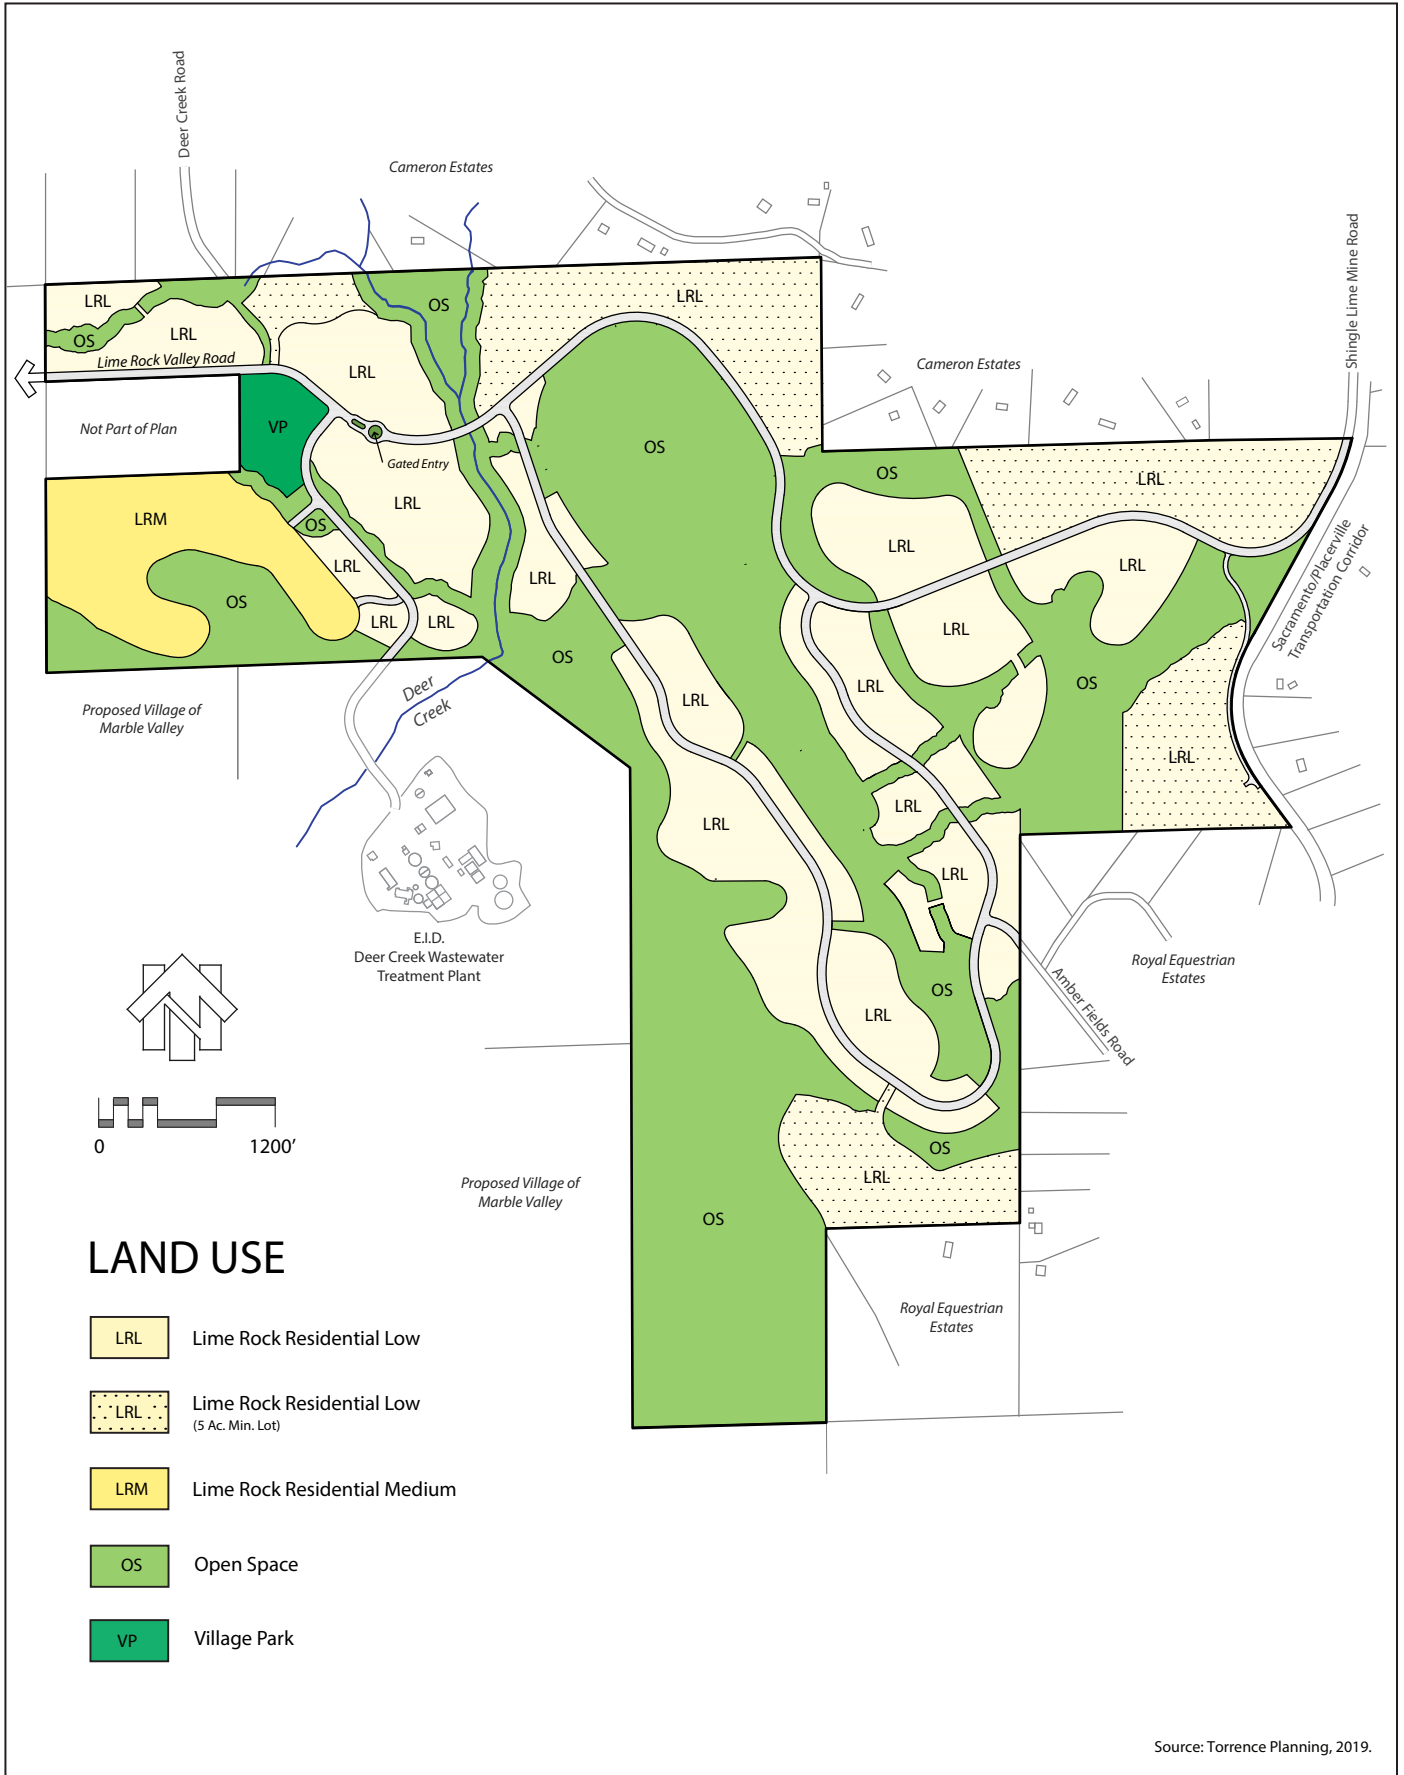 Deer Creek Road
Cameron Estates
Shingle Lime Mine Road
LRL
OS
LRL
LRL
OS
Lime Rock Valley Road
LRL
Cameron Estates
Not Part of Plan
VP
Gated Entry
OS
OS
LRL
LRL
LRM
OS
LRL
LRL
LRL
LRL
Sacramento/Placerville
Transportation Corridor
OS
LRL
LRL
LRL
OS
LRL
OS
Deer
Creek
LRL
LRL
Proposed Village of
Marble Valley
LRL
LRL
LRL
LRL
E.I.D.
Deer Creek Wastewater
Treatment Plant
OS
Royal Equestrian
Estates
Amber Fields Road
LRL
N
0
1200’
OS
LRL
Proposed Village of
Marble Valley
OS
LAND USE
Royal Equestrian
Estates
LRL
Lime Rock Residential Low
LRL
Lime Rock Residential Low
(5 Ac. Min. Lot)
LRM
Lime Rock Residential Medium
OS
Open Space
VP
Village Park
Source: Torrence Planning, 2019.